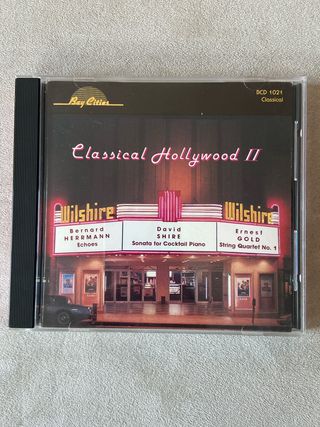 Bay Cities
BCD 1021
Classical
Classical Hollywood II
Wilshire
Wilshire
Bernard
HERRMANN
Echoes
David
SHIRE
Sonata for Cocktail Piano
Ernest
GOLD
String Quartet No. 1